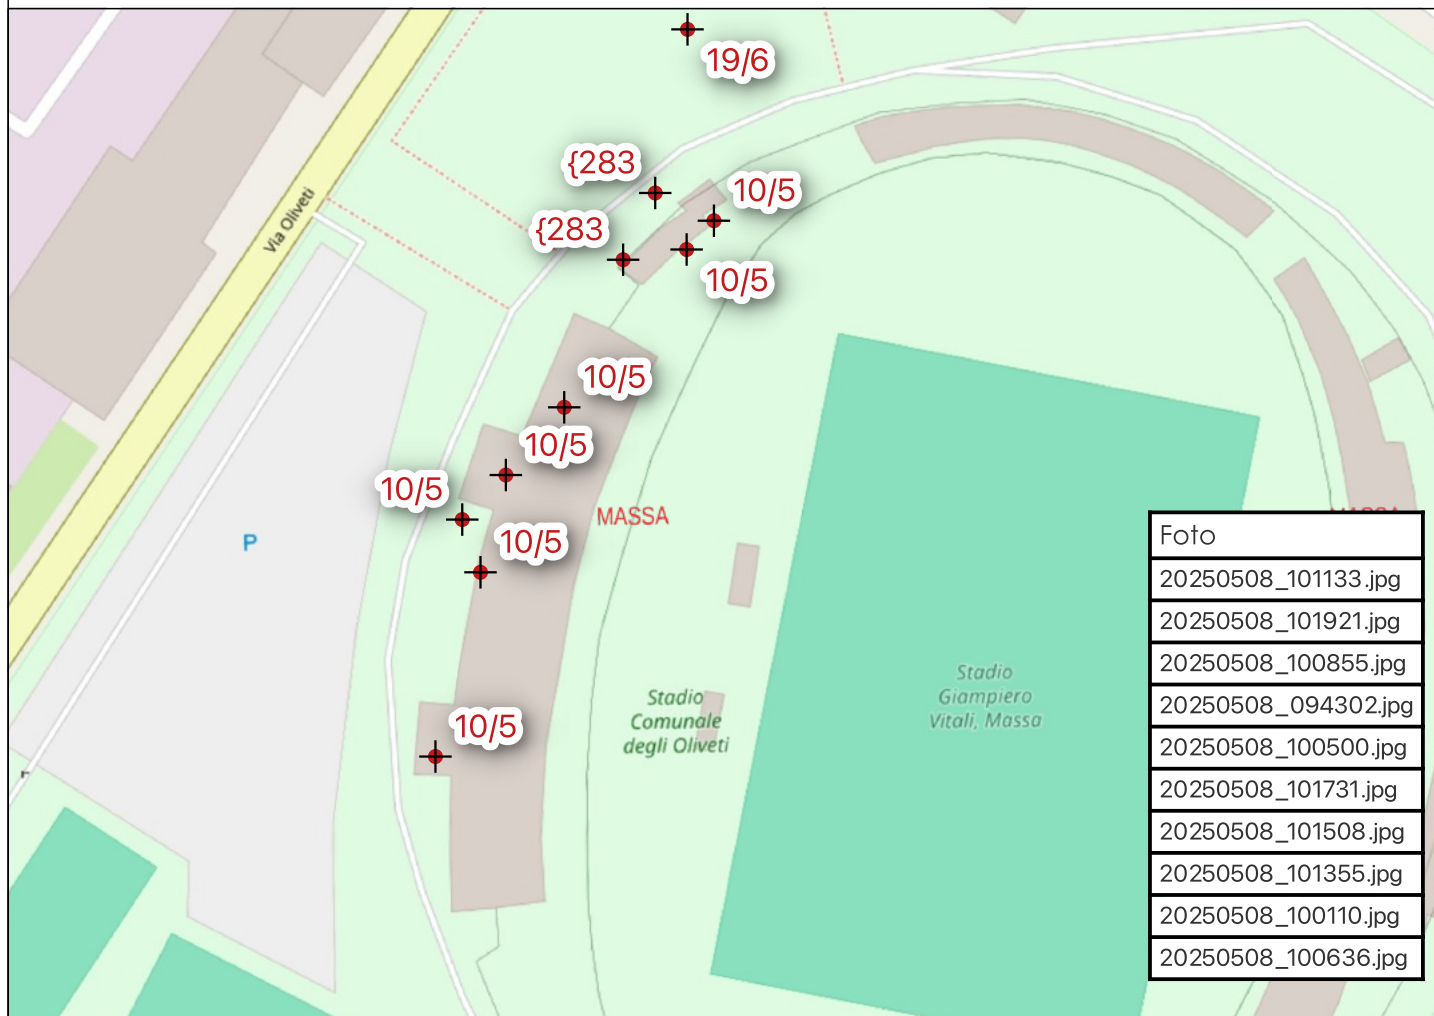 19/6
{283
10/5
{283
10/5
Via Oliveti
10/5
10/5
10/5
MASSA
10/5
P
10/5
Stadio
Comunale
degli Oliveti
Stadio
Giampiero
Vitali, Massa
Foto
20250508_101133.jpg
20250508_101921.jpg
20250508_100855.jpg
20250508_094302.jpg
20250508_100500.jpg
20250508_101731.jpg
20250508_101508.jpg
20250508_101355.jpg
20250508_100110.jpg
20250508_100636.jpg